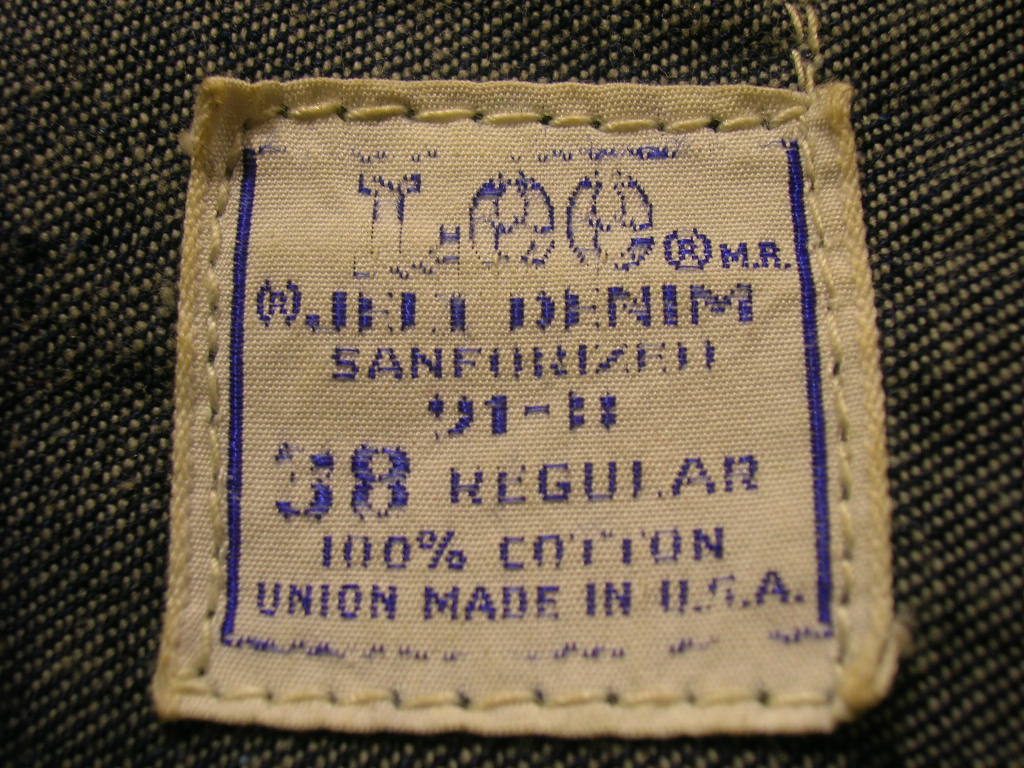 Lee® M.R.
® JELT DENIM
SANFORIZED
91-B
38 REGULAR
100% COTTON
UNION MADE IN U.S.A.